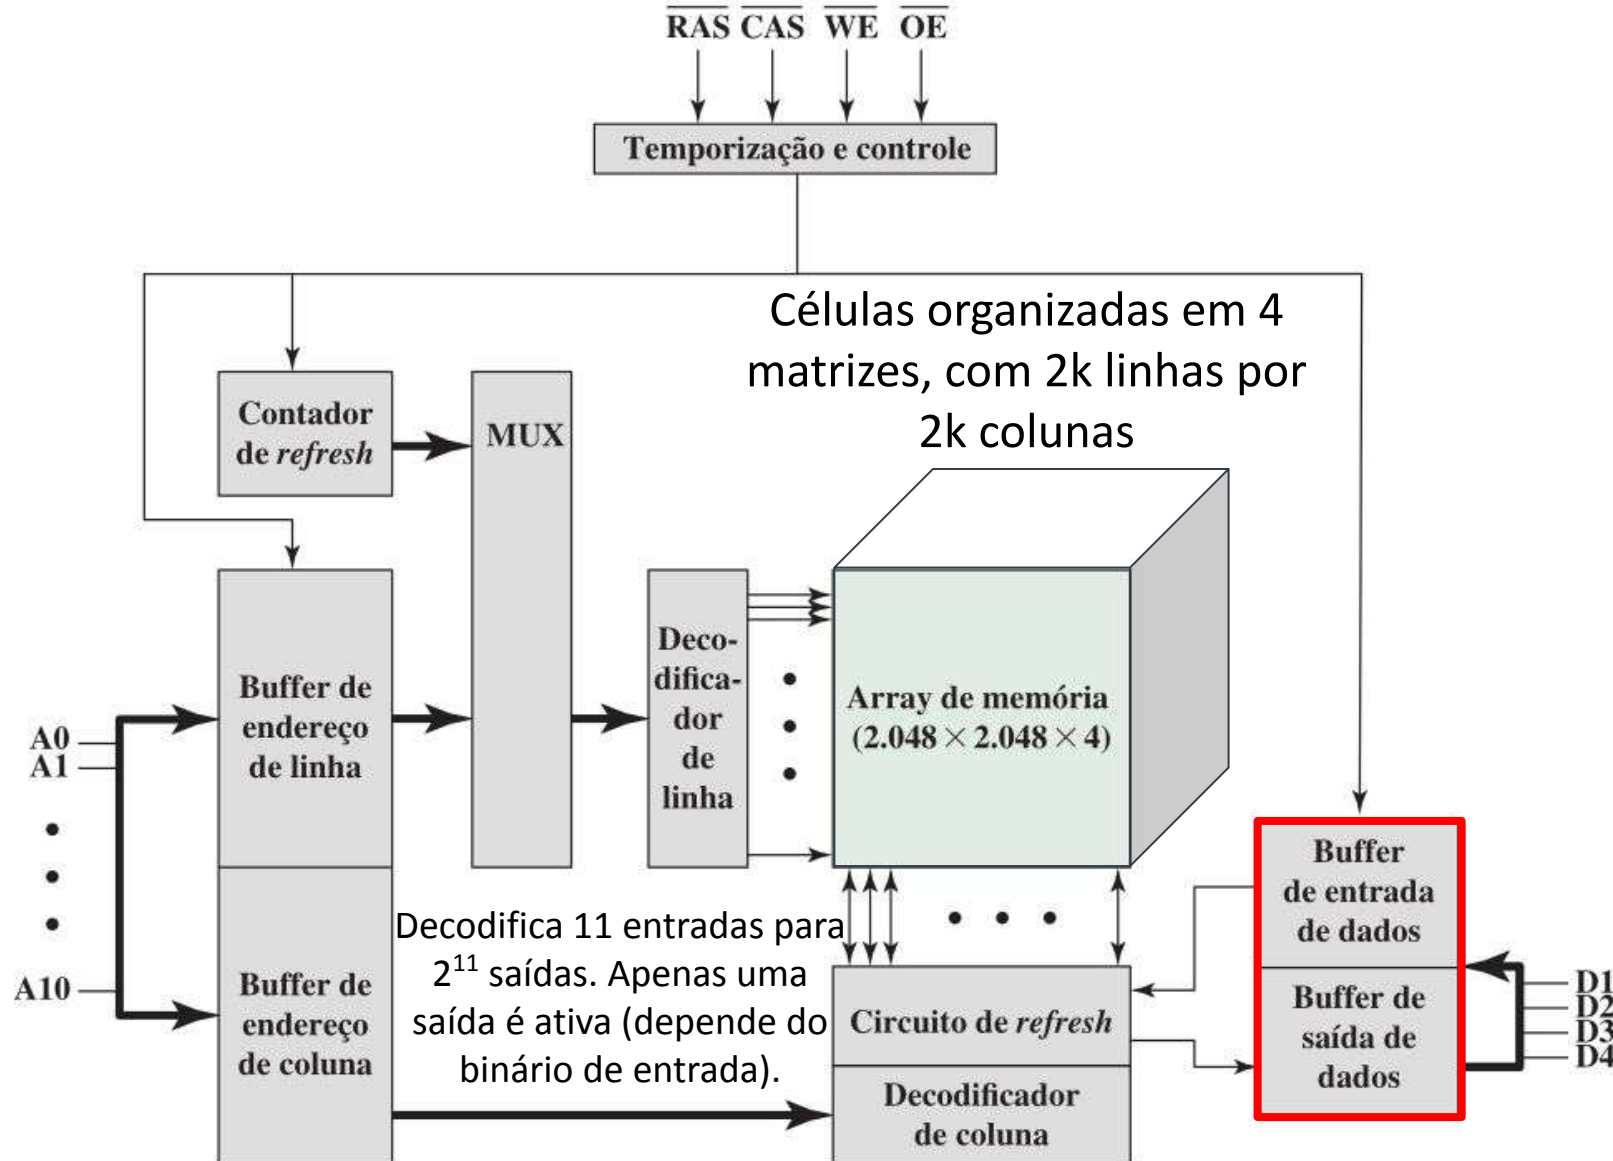 RAS CAS WE OE
Temporização e controle
Células organizadas em 4
matrizes, com 2k linhas por
2k colunas
Contador
de refresh
MUX
Buffer de
endereço
de linha
Deco-
difica-
dor
de
linha
Array de memória
(2.048 × 2.048 × 4)
A0
A1
A10
Buffer de
endereço
de coluna
Decodifica 11 entradas para
2¹¹ saídas. Apenas uma
saída é ativa (depende do
binário de entrada).
Circuito de refresh
Decodificador
de coluna
Buffer
de entrada
de dados
Buffer de
saída de
dados
D1
D2
D3
D4